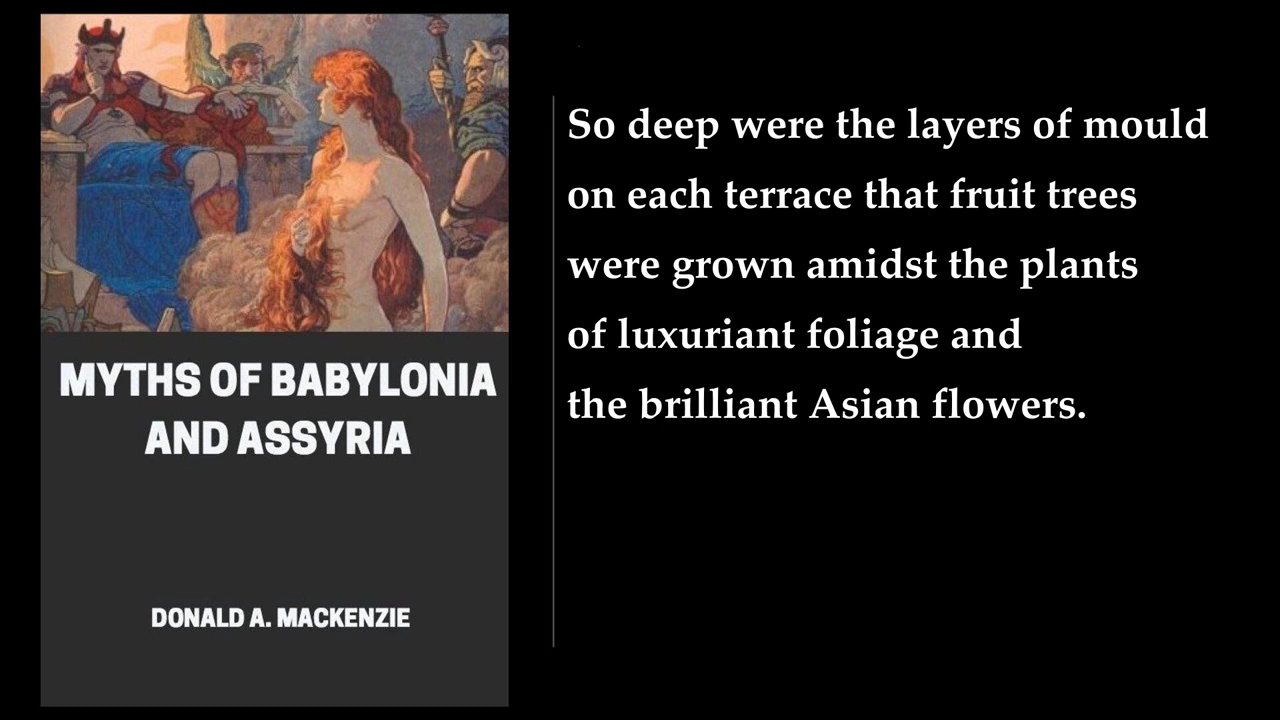 MYTHS OF BABYLONIA
AND ASSYRIA
DONALD A. MACKENZIE
So deep were the layers of mould
on each terrace that fruit trees
were grown amidst the plants
of luxuriant foliage and
the brilliant Asian flowers.